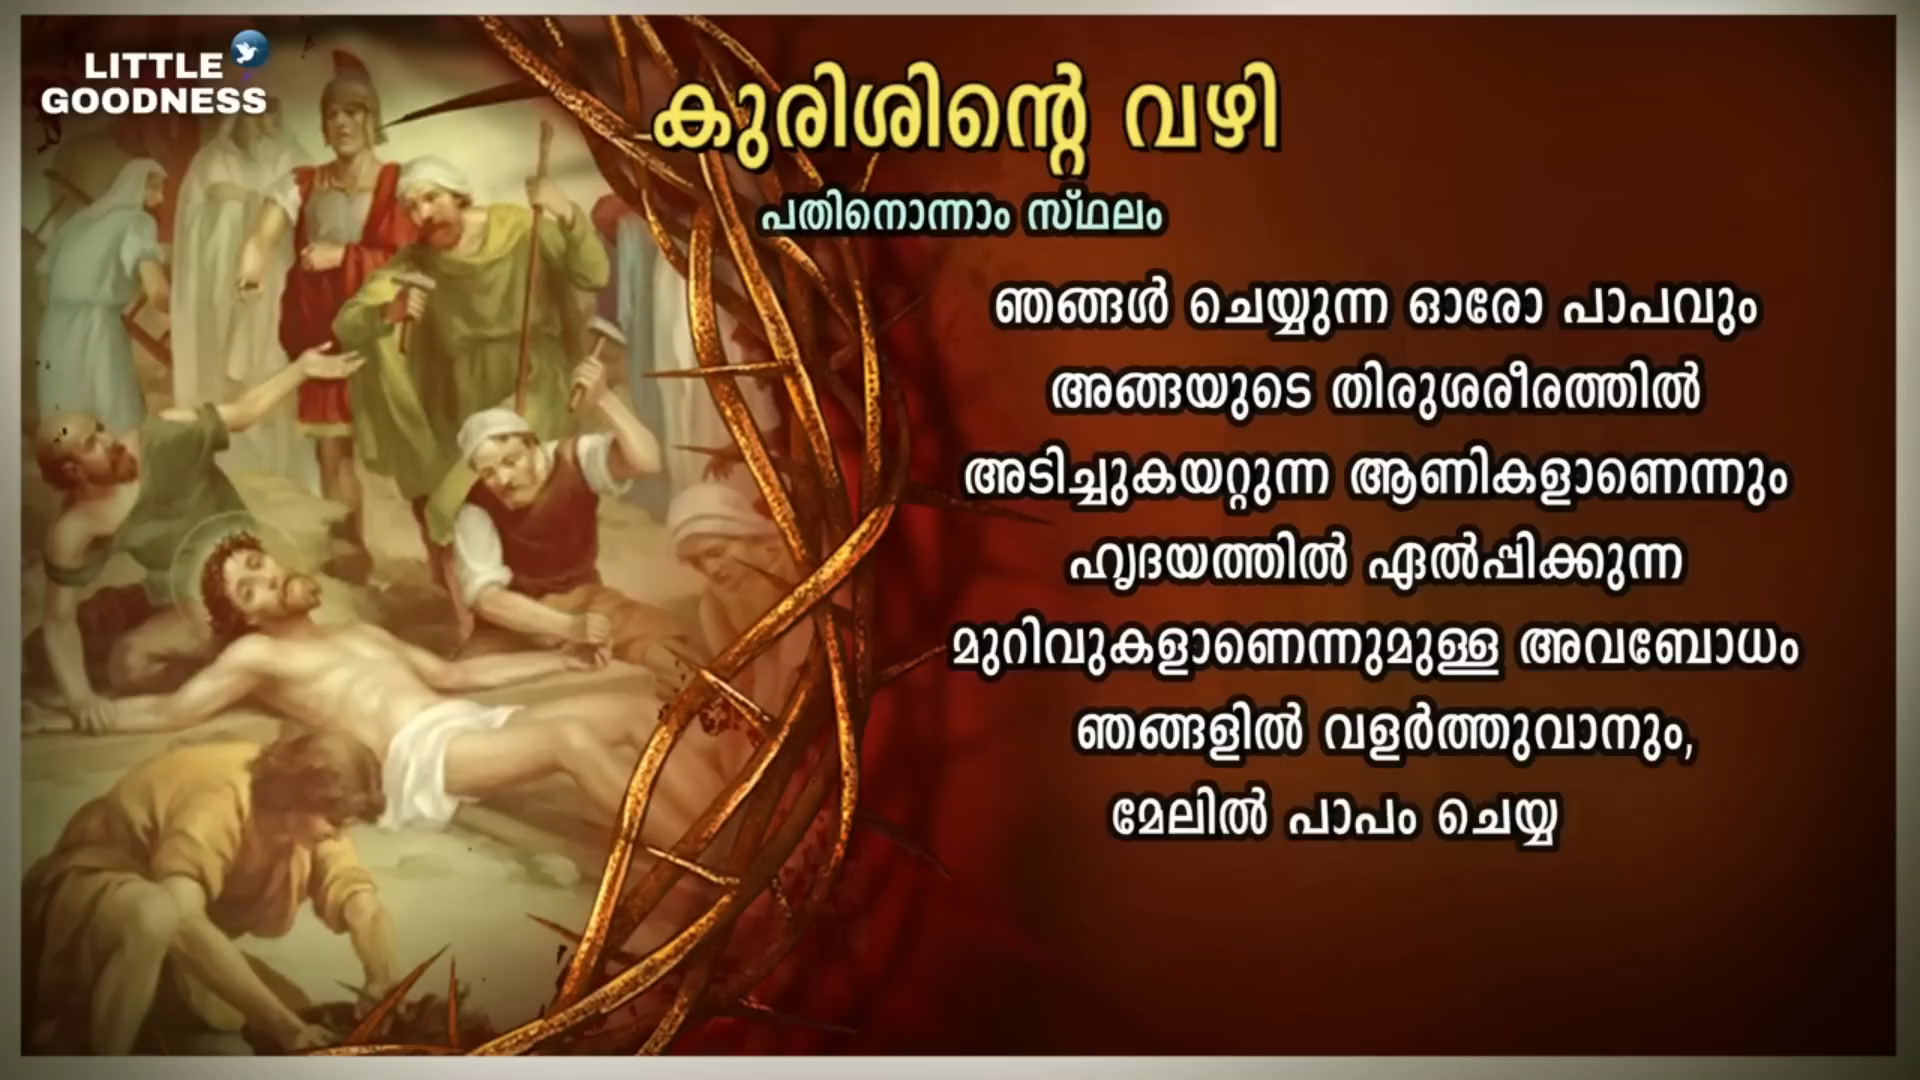 LITTLE
GOODNESS
കുരിശിന്റെ വഴി
പതിനൊന്നാം സ്ഥലം
ഞങ്ങൾ ചെയ്യുന്ന ഓരോ പാപവും
അങ്ങയുടെ തിരുശരീരത്തിൽ
അടിച്ചുകയറ്റുന്ന ആണികളാണെന്നും
ഹൃദയത്തിൽ ഏൽപ്പിക്കുന്ന
മുറിവുകളാണെന്നുമുള്ള അവബോധം
ഞങ്ങളിൽ വളർത്തുവാനും,
മേലിൽ പാപം ചെയ്യ